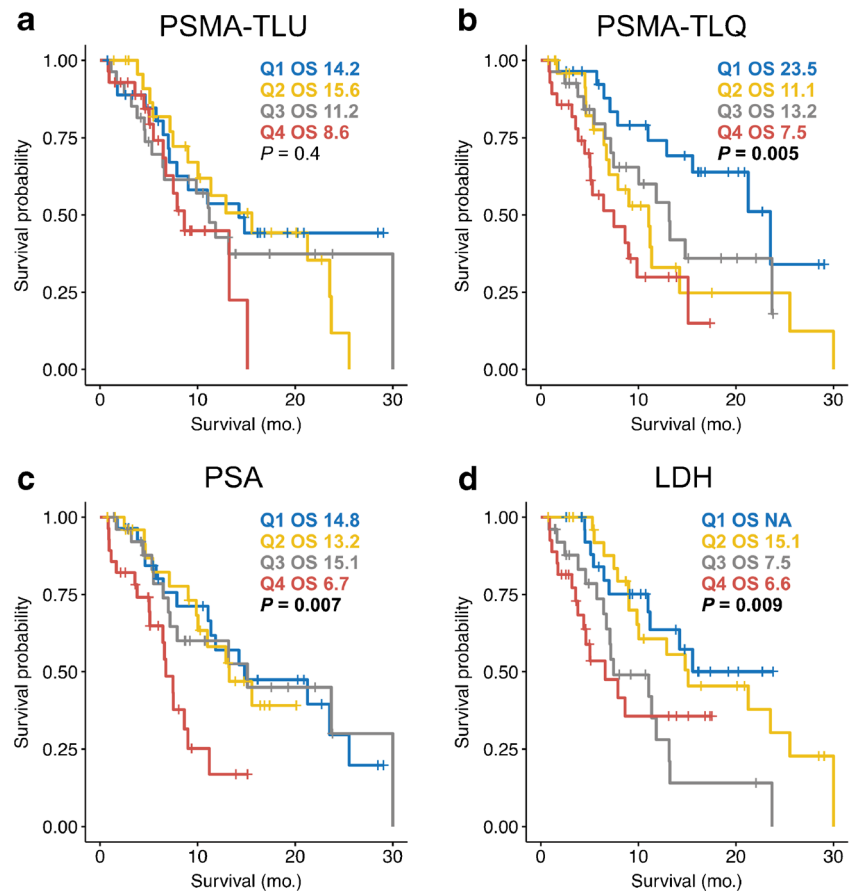 a PSMA-TLU
1.00
0.75
0.50
0.25
0.00
Survival probability
Q1 OS 14.2
Q2 OS 15.6
Q3 OS 11.2
Q4 OS 8.6
P = 0.4
0 10 20 30
Survival (mo.)
b PSMA-TLQ
1.00
0.75
0.50
0.25
0.00
Survival probability
Q1 OS 23.5
Q2 OS 11.1
Q3 OS 13.2
Q4 OS 7.5
P = 0.005
0 10 20 30
Survival (mo.)
c PSA
1.00
0.75
0.50
0.25
0.00
Survival probability
Q1 OS 14.8
Q2 OS 13.2
Q3 OS 15.1
Q4 OS 6.7
P = 0.007
0 10 20 30
Survival (mo.)
d LDH
1.00
0.75
0.50
0.25
0.00
Survival probability
Q1 OS NA
Q2 OS 15.1
Q3 OS 7.5
Q4 OS 6.6
P = 0.009
0 10 20 30
Survival (mo.)